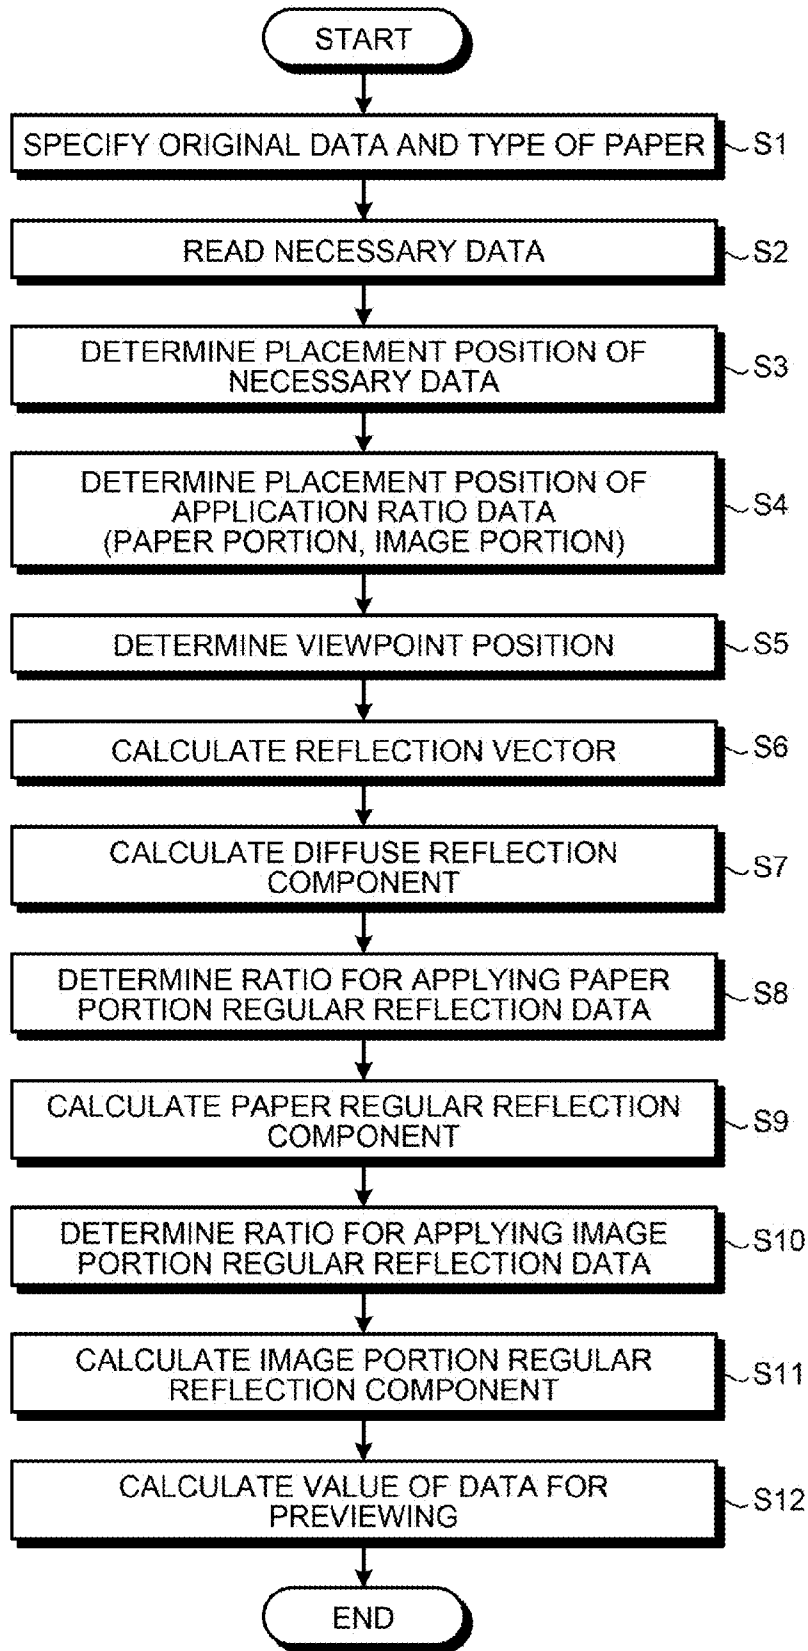 START
SPECIFY ORIGINAL DATA AND TYPE OF PAPER S1
READ NECESSARY DATA S2
DETERMINE PLACEMENT POSITION OF
NECESSARY DATA S3
DETERMINE PLACEMENT POSITION OF
APPLICATION RATIO DATA S4
(PAPER PORTION, IMAGE PORTION)
DETERMINE VIEWPOINT POSITION S5
CALCULATE REFLECTION VECTOR S6
CALCULATE DIFFUSE REFLECTION
COMPONENT S7
DETERMINE RATIO FOR APPLYING PAPER
PORTION REGULAR REFLECTION DATA S8
CALCULATE PAPER REGULAR REFLECTION
COMPONENT S9
DETERMINE RATIO FOR APPLYING IMAGE
PORTION REGULAR REFLECTION DATA S10
CALCULATE IMAGE PORTION REGULAR
REFLECTION COMPONENT S11
CALCULATE VALUE OF DATA FOR
PREVIEWING S12
END